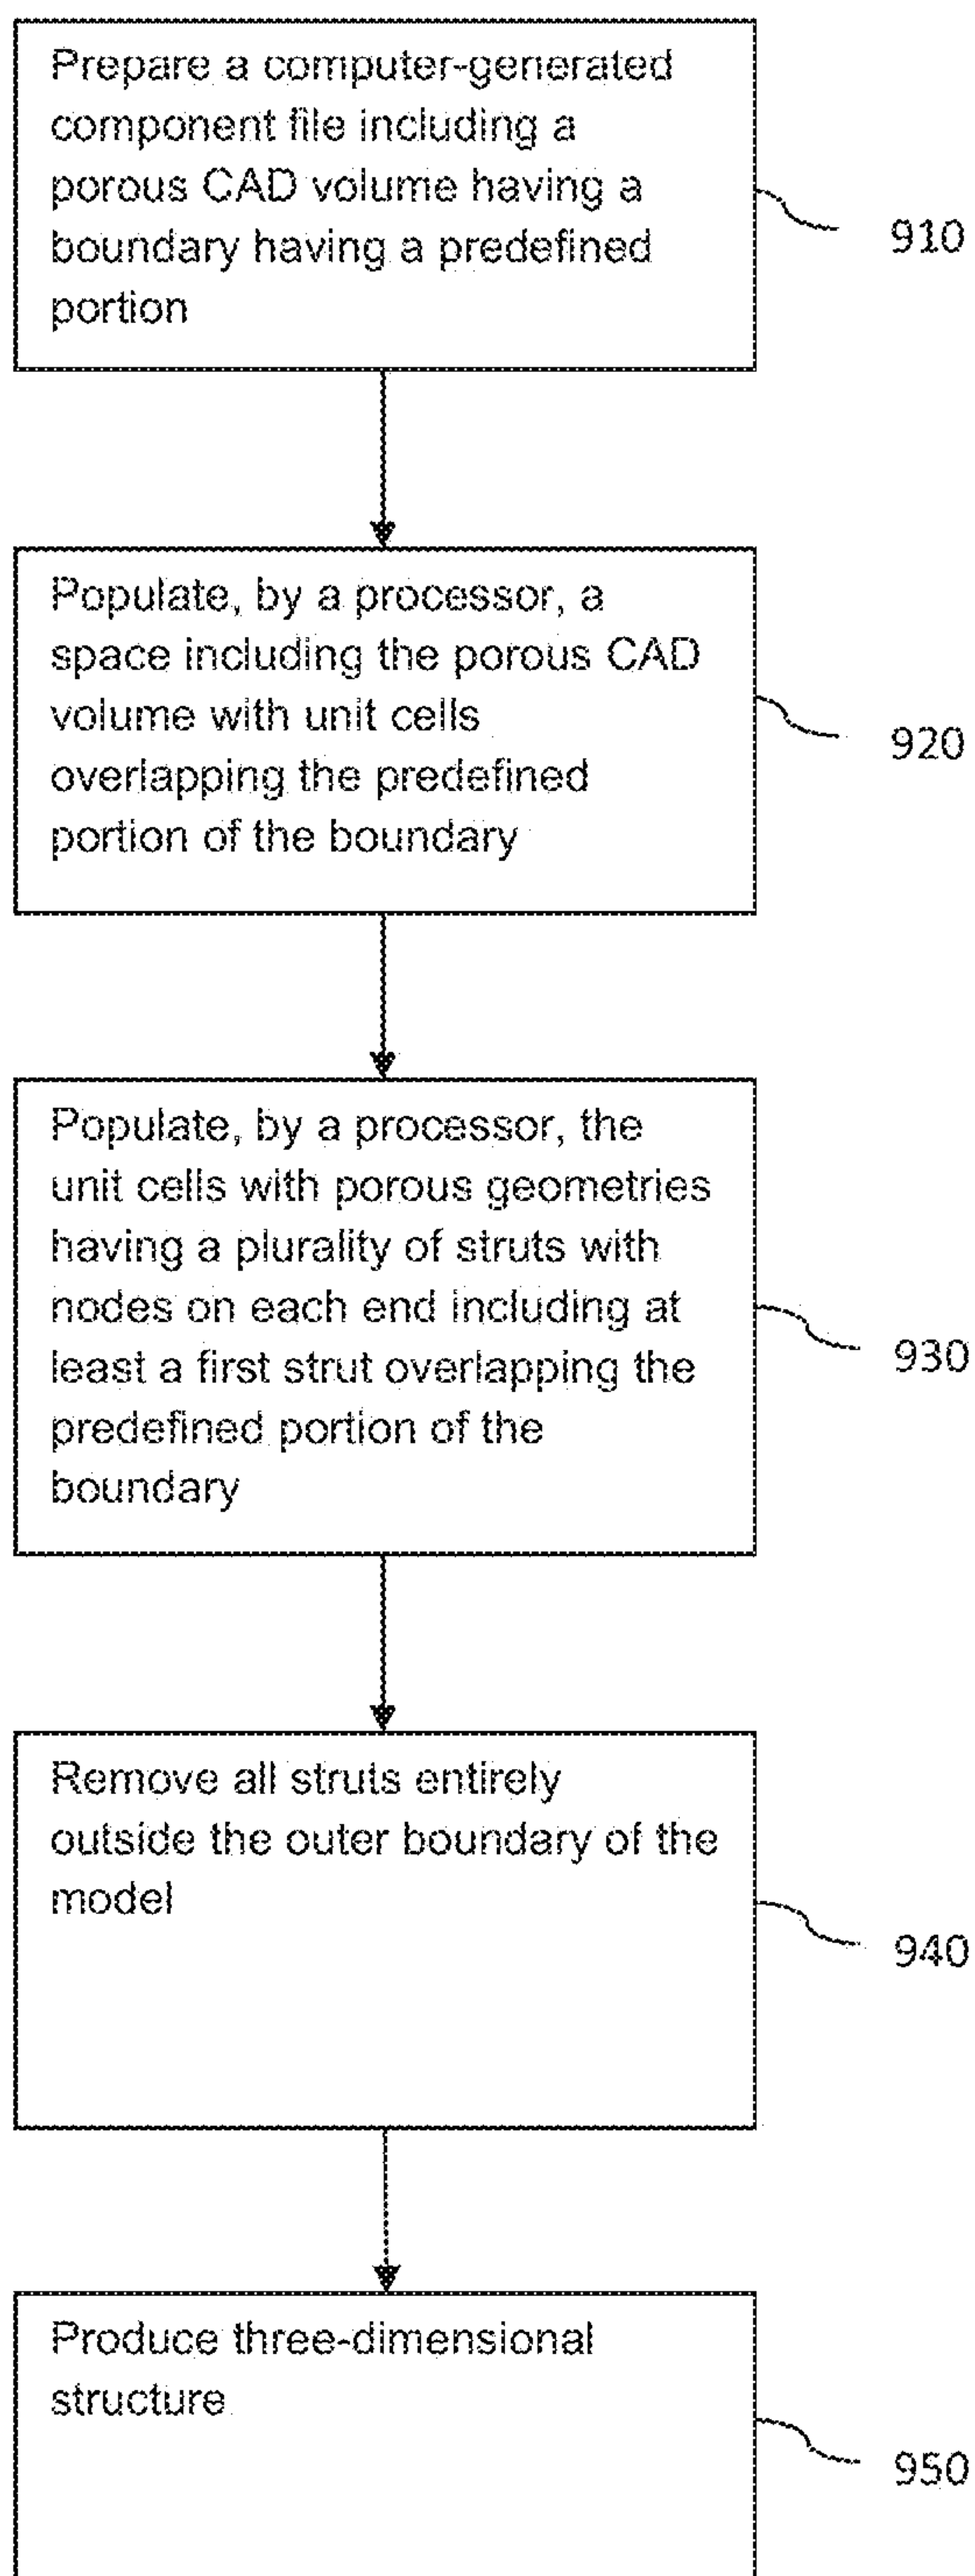 Prepare a computer-generated
component file including a
porous CAD volume having a
boundary having a predefined
portion
910
Populate, by a processor, a
space including the porous CAD
volume with unit cells
overlapping the predefined
portion of the boundary
920
Populate, by a processor, the
unit cells with porous geometries
having a plurality of struts with
nodes on each end including at
least a first strut overlapping the
predefined portion of the
boundary
930
Remove all struts entirely
outside the outer boundary of the
model
940
Produce three-dimensional
structure
950